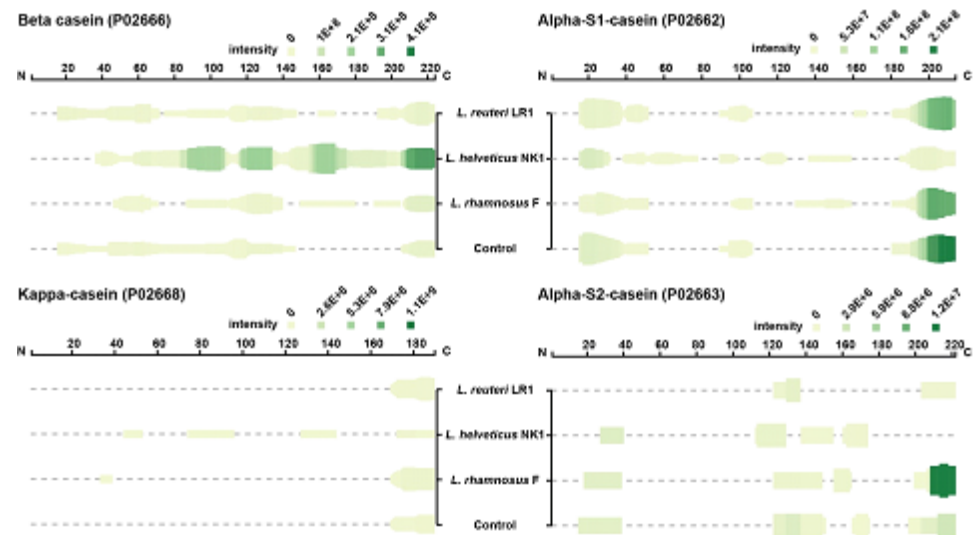 Beta casein (P02666)
intensity 0 1E+8 2.1E+8 3.1E+8 4.1E+8
N 20 40 60 80 100 120 140 160 180 200 220 C
Alpha-S1-casein (P02662)
intensity 0 5.3E+7 1.1E+8 1.6E+8 2.1E+8
N 20 40 60 80 100 120 140 160 180 200 C
L. reuteri LR1
L. helveticus NK1
L. rhamnosus F
Control
Kappa-casein (P02668)
intensity 0 2.6E+6 5.3E+6 7.9E+6
N 20 40 60 80 100 120 140 160 180 C
Alpha-S2-casein (P02663)
intensity 0 2.9E+6 5.9E+6 8.8E+6 1.2E+7
N 20 40 60 80 100 120 140 160 180 200 220 C
L. reuteri LR1
L. helveticus NK1
L. rhamnosus F
Control